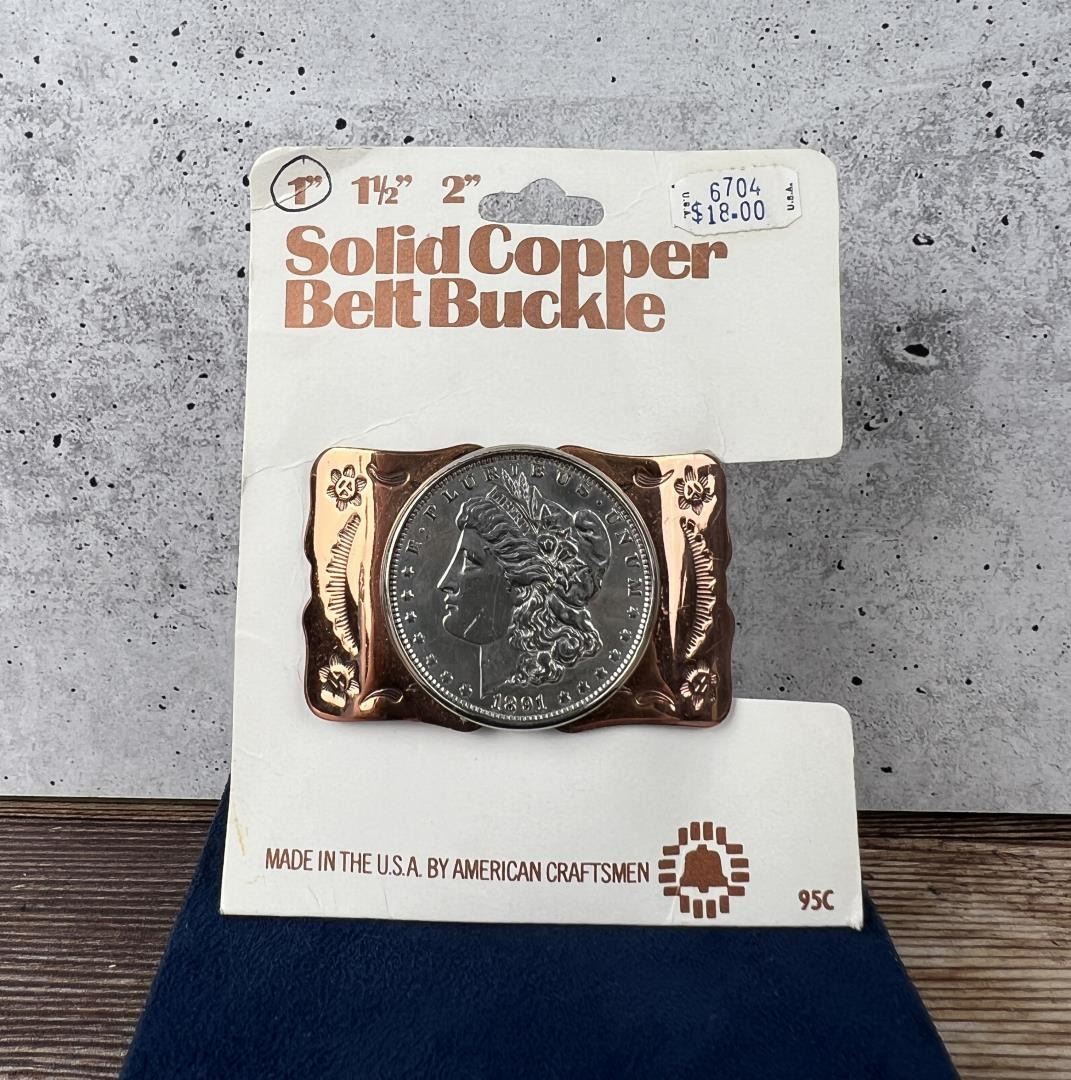 1” 1½” 2”
6704
$18.00
U.S.A.
U.S.A.
Solid Copper
Belt Buckle
E · PLURIBUS · UNUM
LIBERTY
1891
MADE IN THE U.S.A. BY AMERICAN CRAFTSMEN
95C